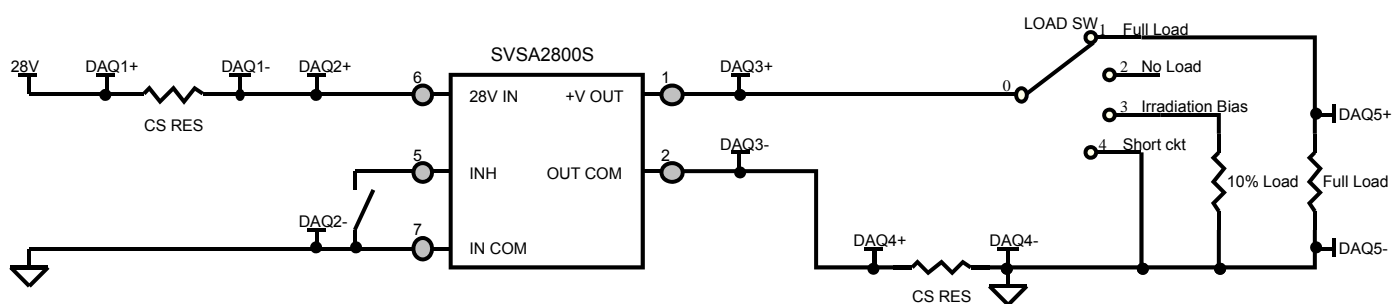 LOAD SW
1 Full Load
SVSA2800S
28V
DAQ1+
DAQ1-
DAQ2+
6
1
DAQ3+
2 No Load
0
28V IN
+V OUT
3 Irradiation Bias
DAQ5+
CS RES
5
2
DAQ3-
4 Short ckt
INH
OUT COM
10% Load
Full Load
DAQ2-
7
IN COM
DAQ4+
DAQ4-
DAQ5-
CS RES